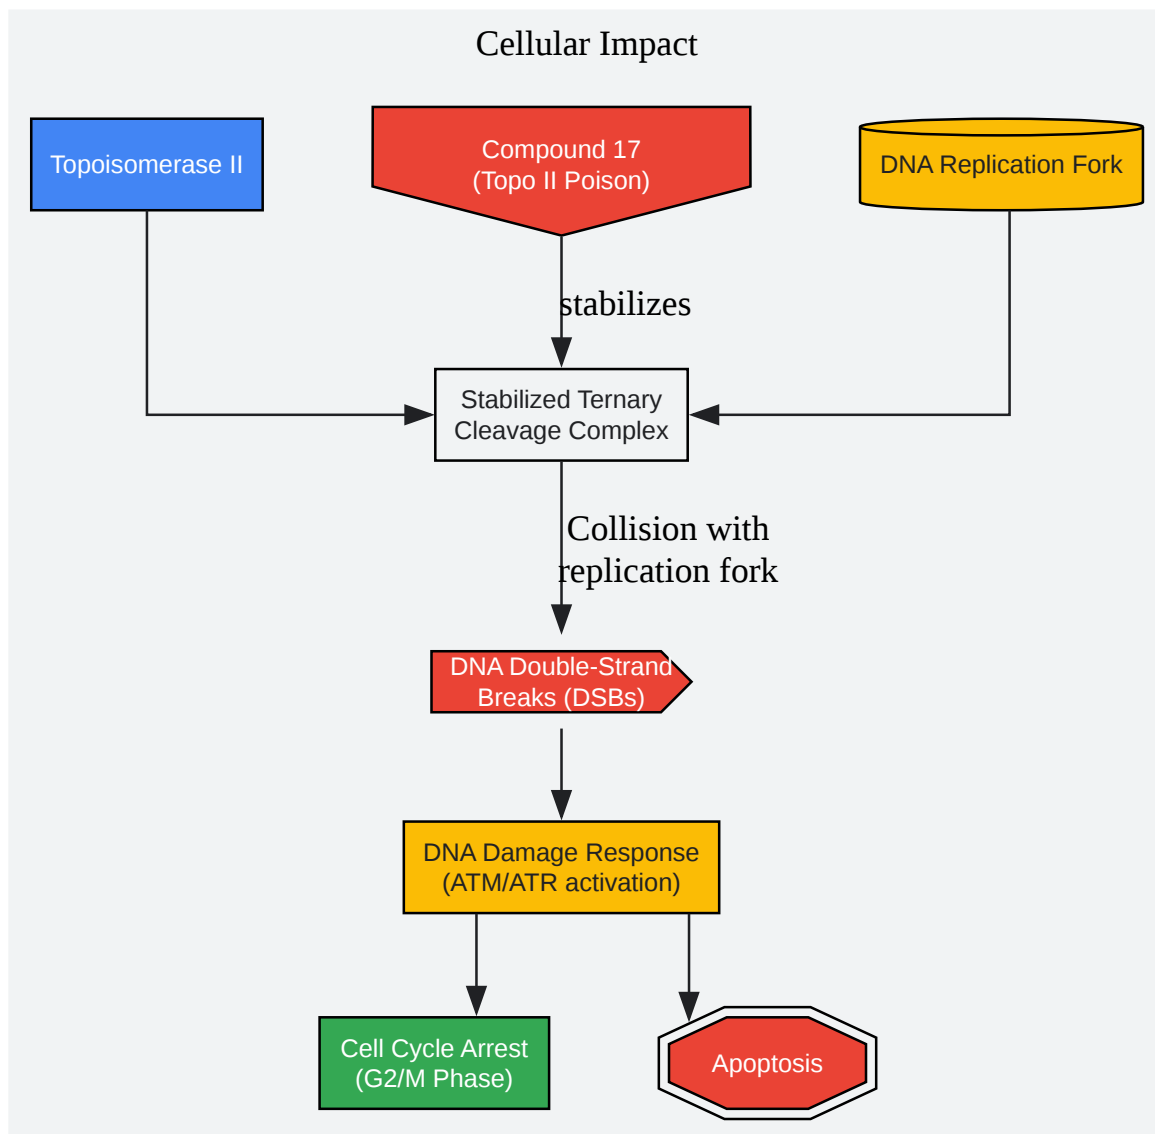 Cellular Impact
Topoisomerase II
Compound 17
(Topo II Poison)
DNA Replication Fork
stabilizes
Stabilized Ternary
Cleavage Complex
Collision with
replication fork
DNA Double-Strand
Breaks (DSBs)
DNA Damage Response
(ATM/ATR activation)
Cell Cycle Arrest
(G2/M Phase)
Apoptosis